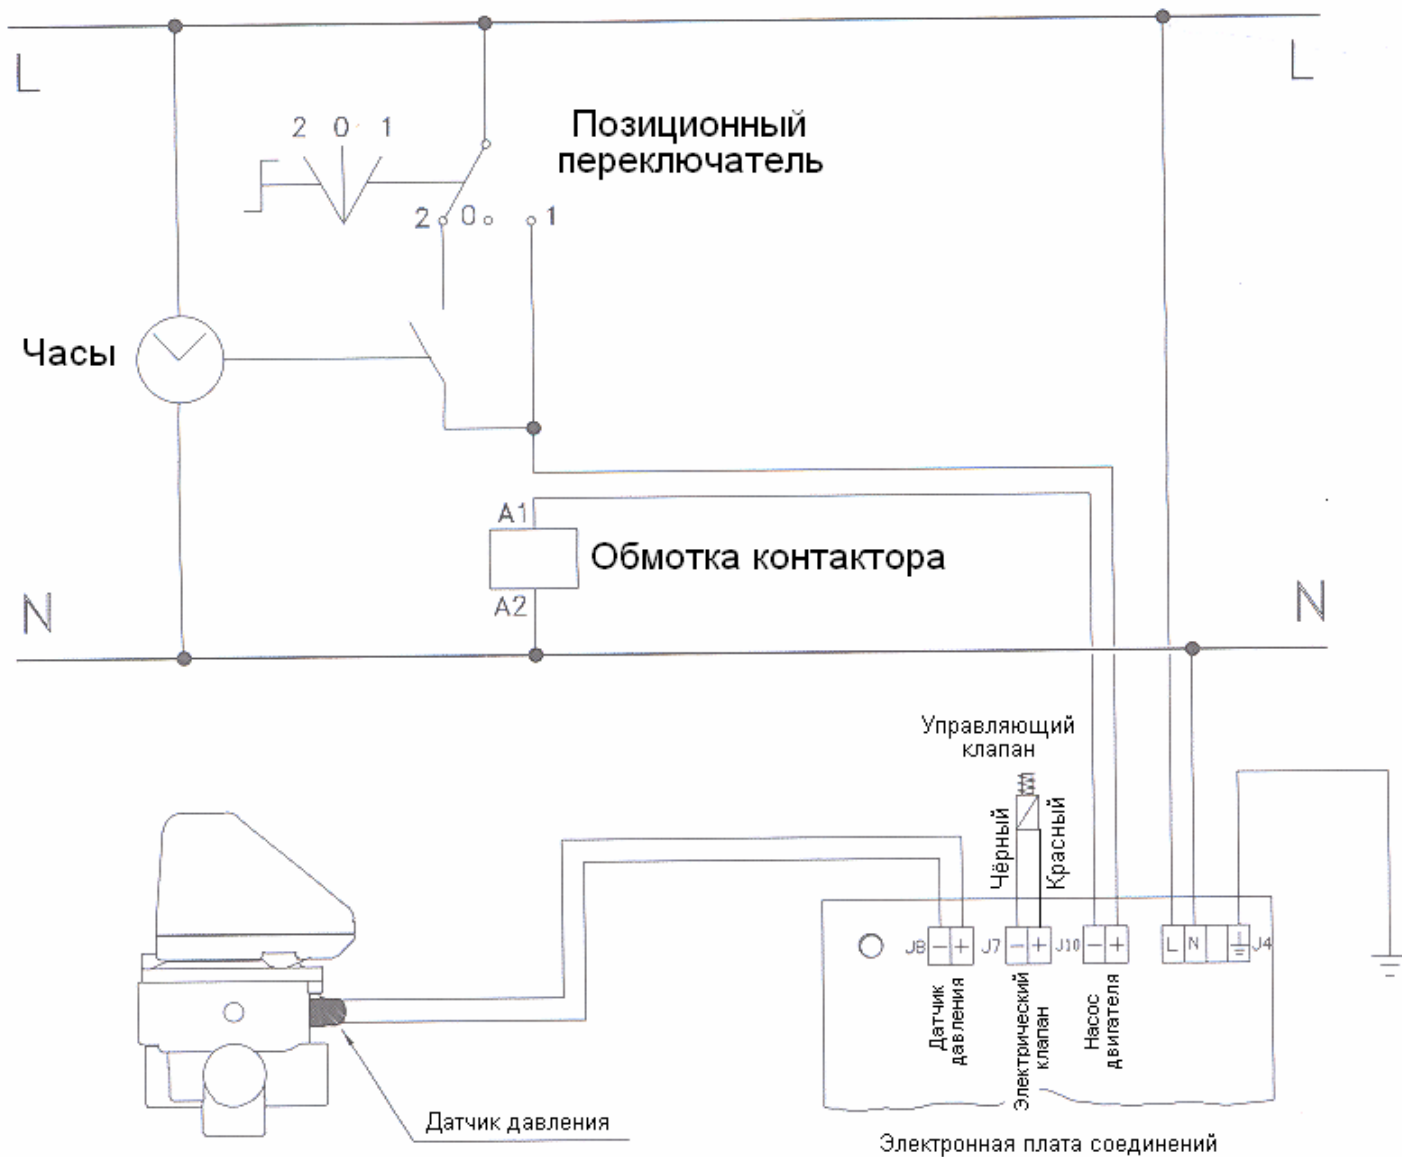 L
L
2 0 1
Позиционный
переключатель
2 0 1
Часы
A1
Обмотка контактора
A2
N
N
Управляющий
клапан
Чёрный
Красный
J8 - +
J7 - +
J10 - +
L N J4
Датчик
давления
Электрический
клапан
Насос
двигателя
Датчик давления
Электронная плата соединений